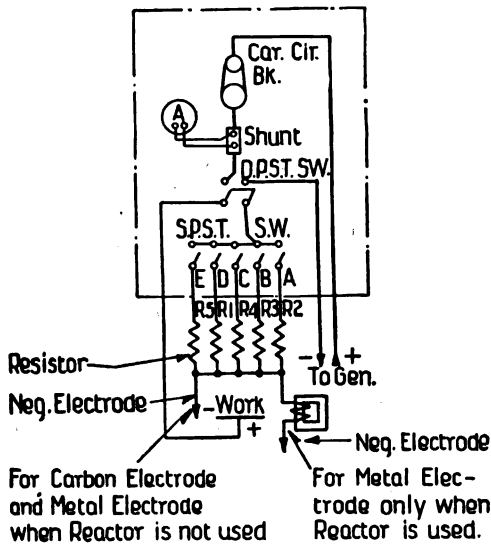 Car. Cir.
Bk.
A
Shunt
D.P.S.T. SW.
S.P.S.T. S.W.
E D C B A
R5 R1 R4 R3 R2
Resistor
- +
To Gen.
Neg. Electrode
- Work
+
Neg. Electrode
For Carbon Electrode
and Metal Electrode
when Reactor is not used
For Metal Elec-
trode only when
Reactor is used.